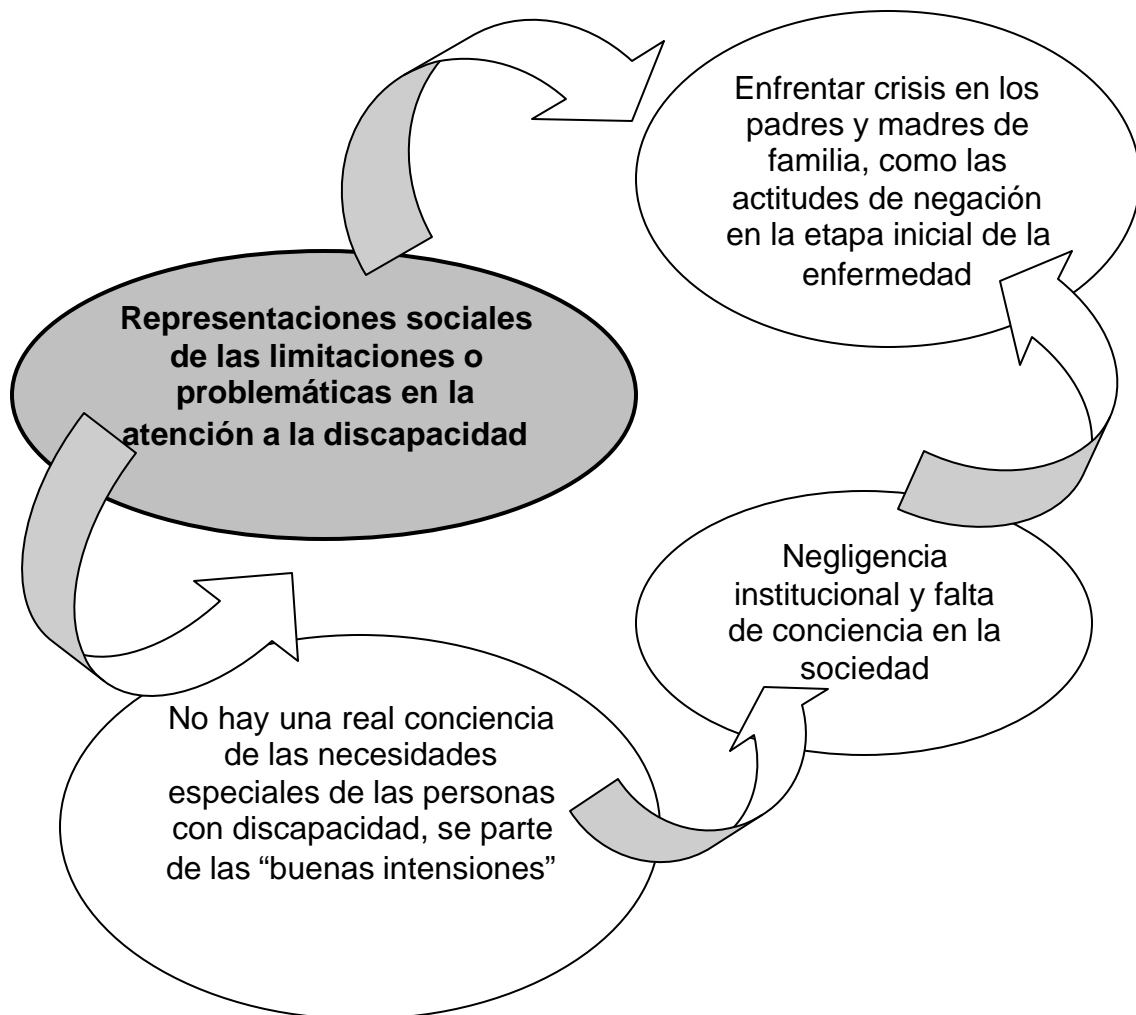 Enfrentar crisis en los
padres y madres de
familia, como las
actitudes de negación
en la etapa inicial de la
enfermedad
Representaciones sociales
de las limitaciones o
problemáticas en la
atención a la discapacidad
Negligencia
institucional y falta
de conciencia en la
sociedad
No hay una real conciencia
de las necesidades
especiales de las personas
con discapacidad, se parte
de las “buenas intensiones”